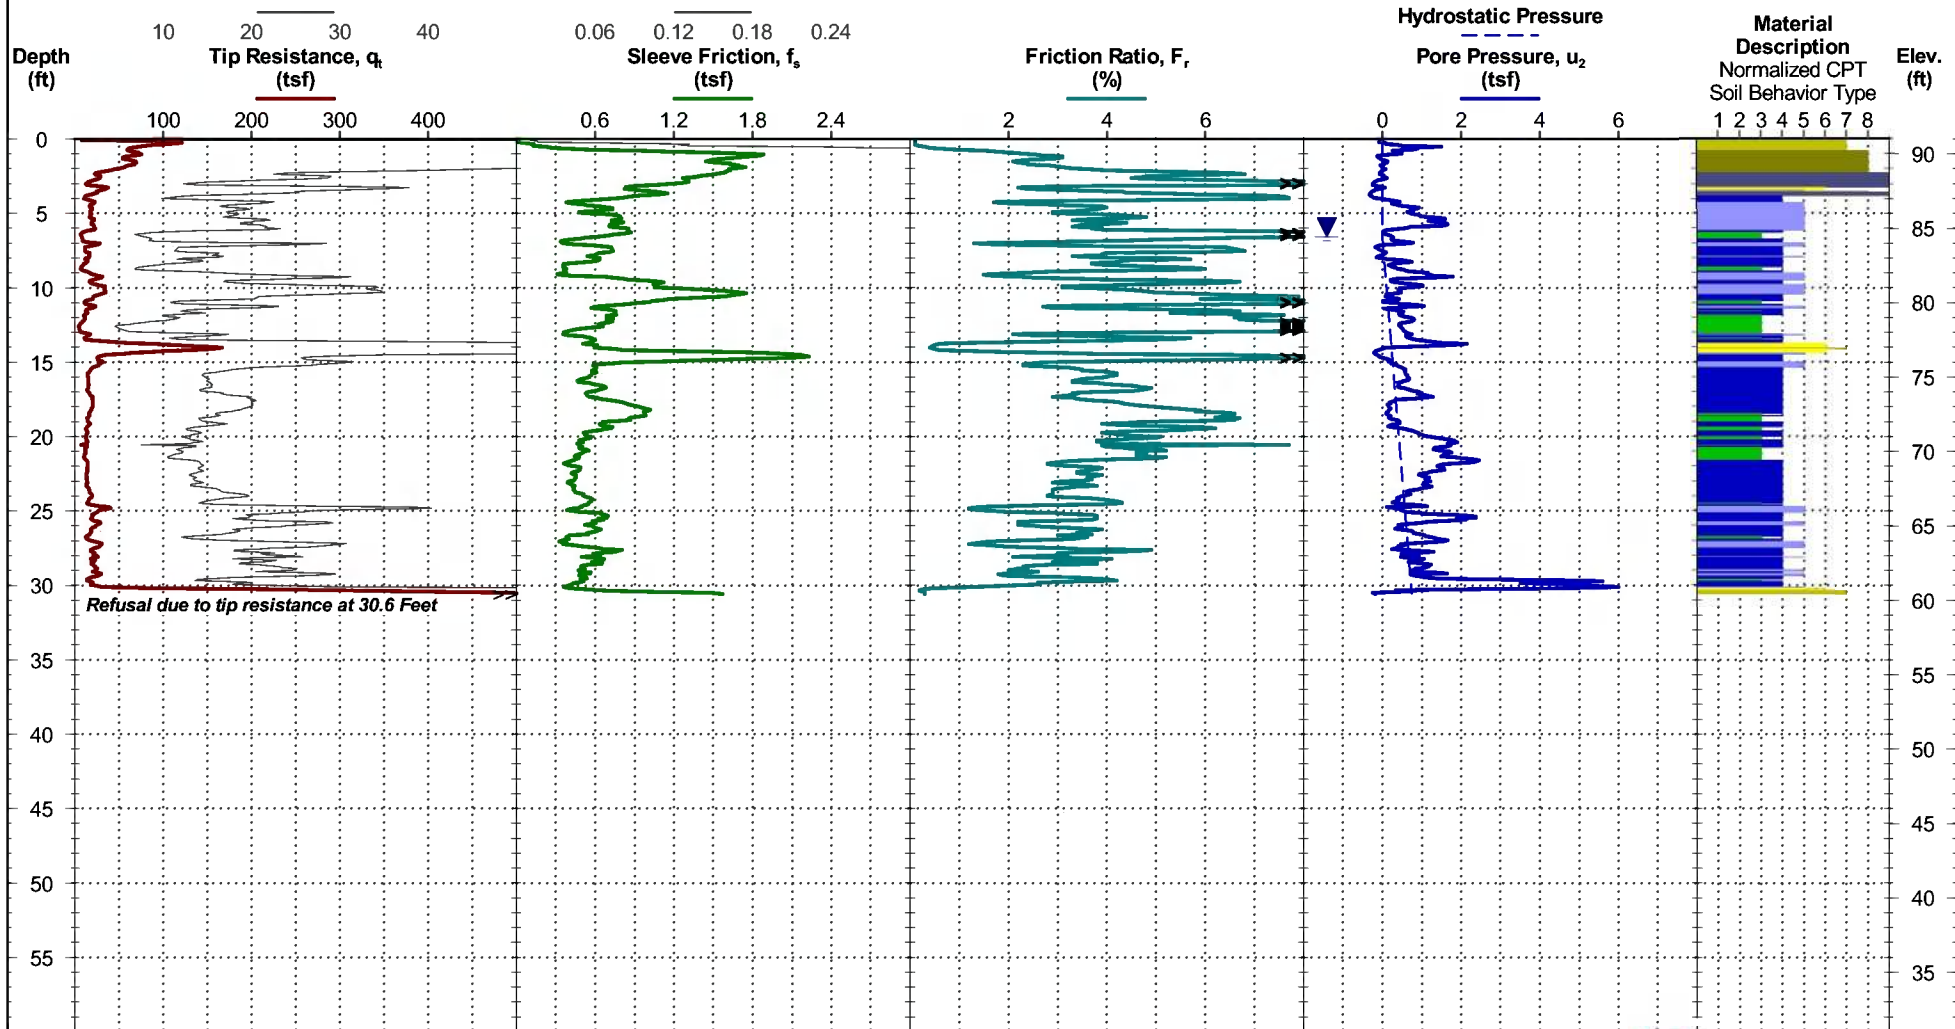 10 20 30 40
0.06 0.12 0.18 0.24
Hydrostatic Pressure
Depth
(ft)
Tip Resistance, qt
(tsf)
Sleeve Friction, fs
(tsf)
Friction Ratio, Fr
(%)
Pore Pressure, u2
(tsf)
Material
Description
Normalized CPT
Soil Behavior Type
Elev.
(ft)
100 200 300 400
0.6 1.2 1.8 2.4
2 4 6
0 2 4 6
1 2 3 4 5 6 7 8
0
90
5
85
10
80
15
75
20
70
25
65
30
60
Refusal due to tip resistance at 30.6 Feet
35
55
40
50
45
45
50
40
55
35